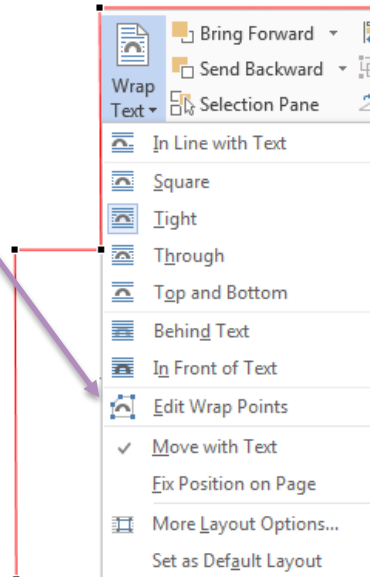 Bring Forward
Send Backward
Selection Pane
Wrap
Text
In Line with Text
Square
Tight
Through
Top and Bottom
Behind Text
In Front of Text
Edit Wrap Points
Move with Text
Fix Position on Page
More Layout Options...
Set as Default Layout